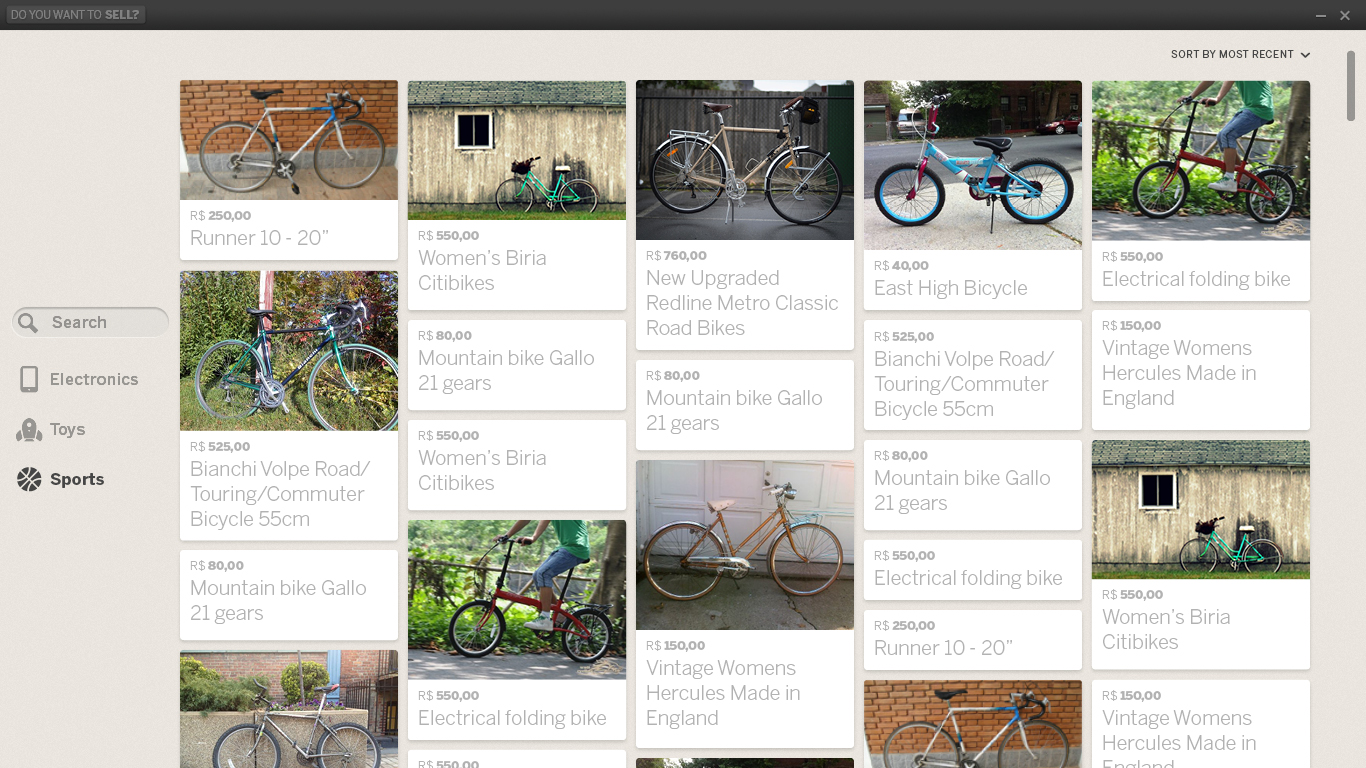 DO YOU WANT TO SELL?
SORT BY MOST RECENT
Search
Electronics
Toys
Sports
R$ 250,00
Runner 10 - 20”
R$ 525,00
Bianchi Volpe Road/
Touring/Commuter
Bicycle 55cm
R$ 80,00
Mountain bike Gallo
21 gears
R$ 550,00
Women’s Biria
Citibikes
R$ 80,00
Mountain bike Gallo
21 gears
R$ 550,00
Women’s Biria
Citibikes
R$ 550,00
Electrical folding bike
R$ 550,00
R$ 760,00
New Upgraded
Redline Metro Classic
Road Bikes
R$ 80,00
Mountain bike Gallo
21 gears
R$ 150,00
Vintage Womens
Hercules Made in
England
R$ 40,00
East High Bicycle
R$ 525,00
Bianchi Volpe Road/
Touring/Commuter
Bicycle 55cm
R$ 80,00
Mountain bike Gallo
21 gears
R$ 550,00
Electrical folding bike
R$ 250,00
Runner 10 - 20”
R$ 550,00
Electrical folding bike
R$ 150,00
Vintage Womens
Hercules Made in
England
R$ 550,00
Women’s Biria
Citibikes
R$ 150,00
Vintage Womens
Hercules Made in
England